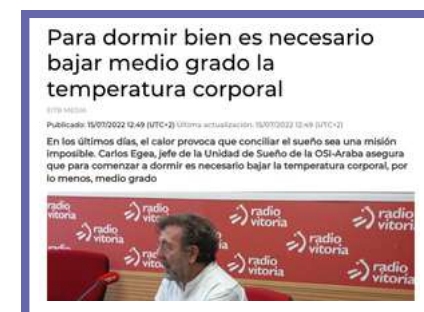 Para dormir bien es necesario
bajar medio grado la
temperatura corporal
EITB MEDIA
Publicado: 15/07/2022 12:49 (UTC+2) Última actualización: 15/07/2022 12:49 (UTC+2)
En los últimos días, el calor provoca que conciliar el sueño sea una misión
imposible. Carlos Egea, jefe de la Unidad de Sueño de la OSI-Araba asegura
que para comenzar a dormir es necesario bajar la temperatura corporal, por
lo menos, medio grado
radio
vitoria
radio
vitoria
radio
vitoria
radio
vitoria
radio
vitoria
radio
vitoria
radio